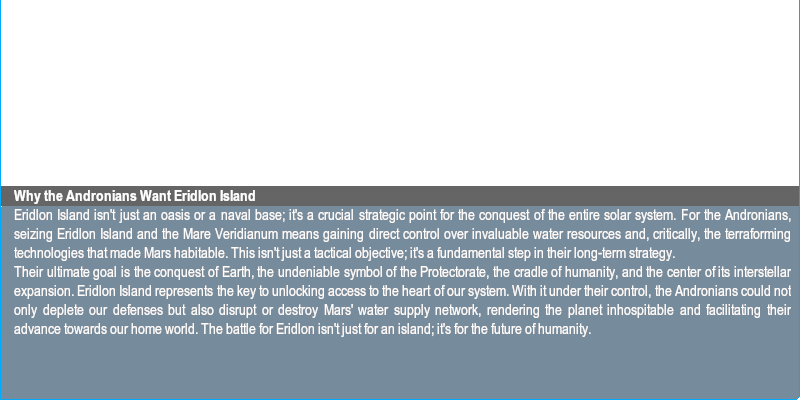 Why the Andronians Want Eridlon Island
Eridlon Island isn't just an oasis or a naval base; it's a crucial strategic point for the conquest of the entire solar system. For the Andronians,
seizing Eridlon Island and the Mare Veridianum means gaining direct control over invaluable water resources and, critically, the terraforming
technologies that made Mars habitable. This isn't just a tactical objective; it's a fundamental step in their long-term strategy.
Their ultimate goal is the conquest of Earth, the undeniable symbol of the Protectorate, the cradle of humanity, and the center of its interstellar
expansion. Eridlon Island represents the key to unlocking access to the heart of our system. With it under their control, the Andronians could not
only deplete our defenses but also disrupt or destroy Mars' water supply network, rendering the planet inhospitable and facilitating their
advance towards our home world. The battle for Eridlon isn't just for an island; it's for the future of humanity.